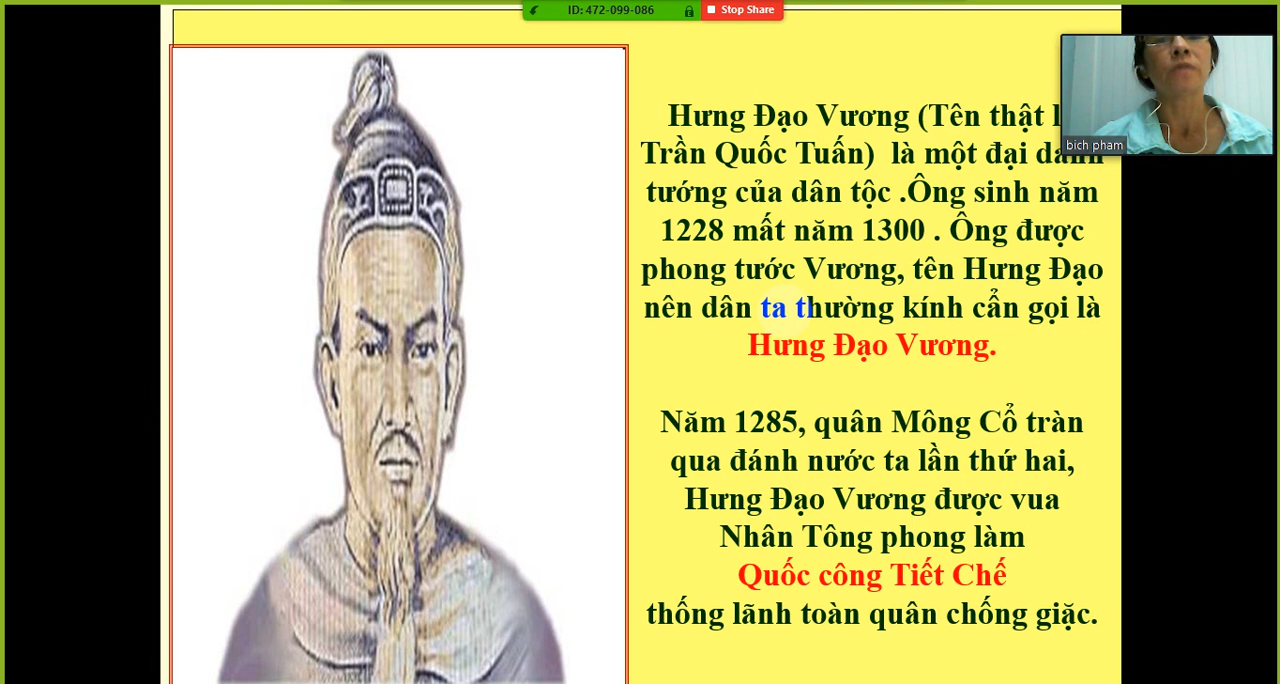 ID: 472-099-086
Stop Share
Hưng Đạo Vương (Tên thật
Trần Quốc Tuấn) là một đại danh
tướng của dân tộc .Ông sinh năm
1228 mất năm 1300 . Ông được
phong tước Vương, tên Hưng Đạo
nên dân ta thường kính cẩn gọi là
Hưng Đạo Vương.
Năm 1285, quân Mông Cổ tràn
qua đánh nước ta lần thứ hai,
Hưng Đạo Vương được vua
Nhân Tông phong làm
Quốc công Tiết Chế
thống lãnh toàn quân chống giặc.
bich pham